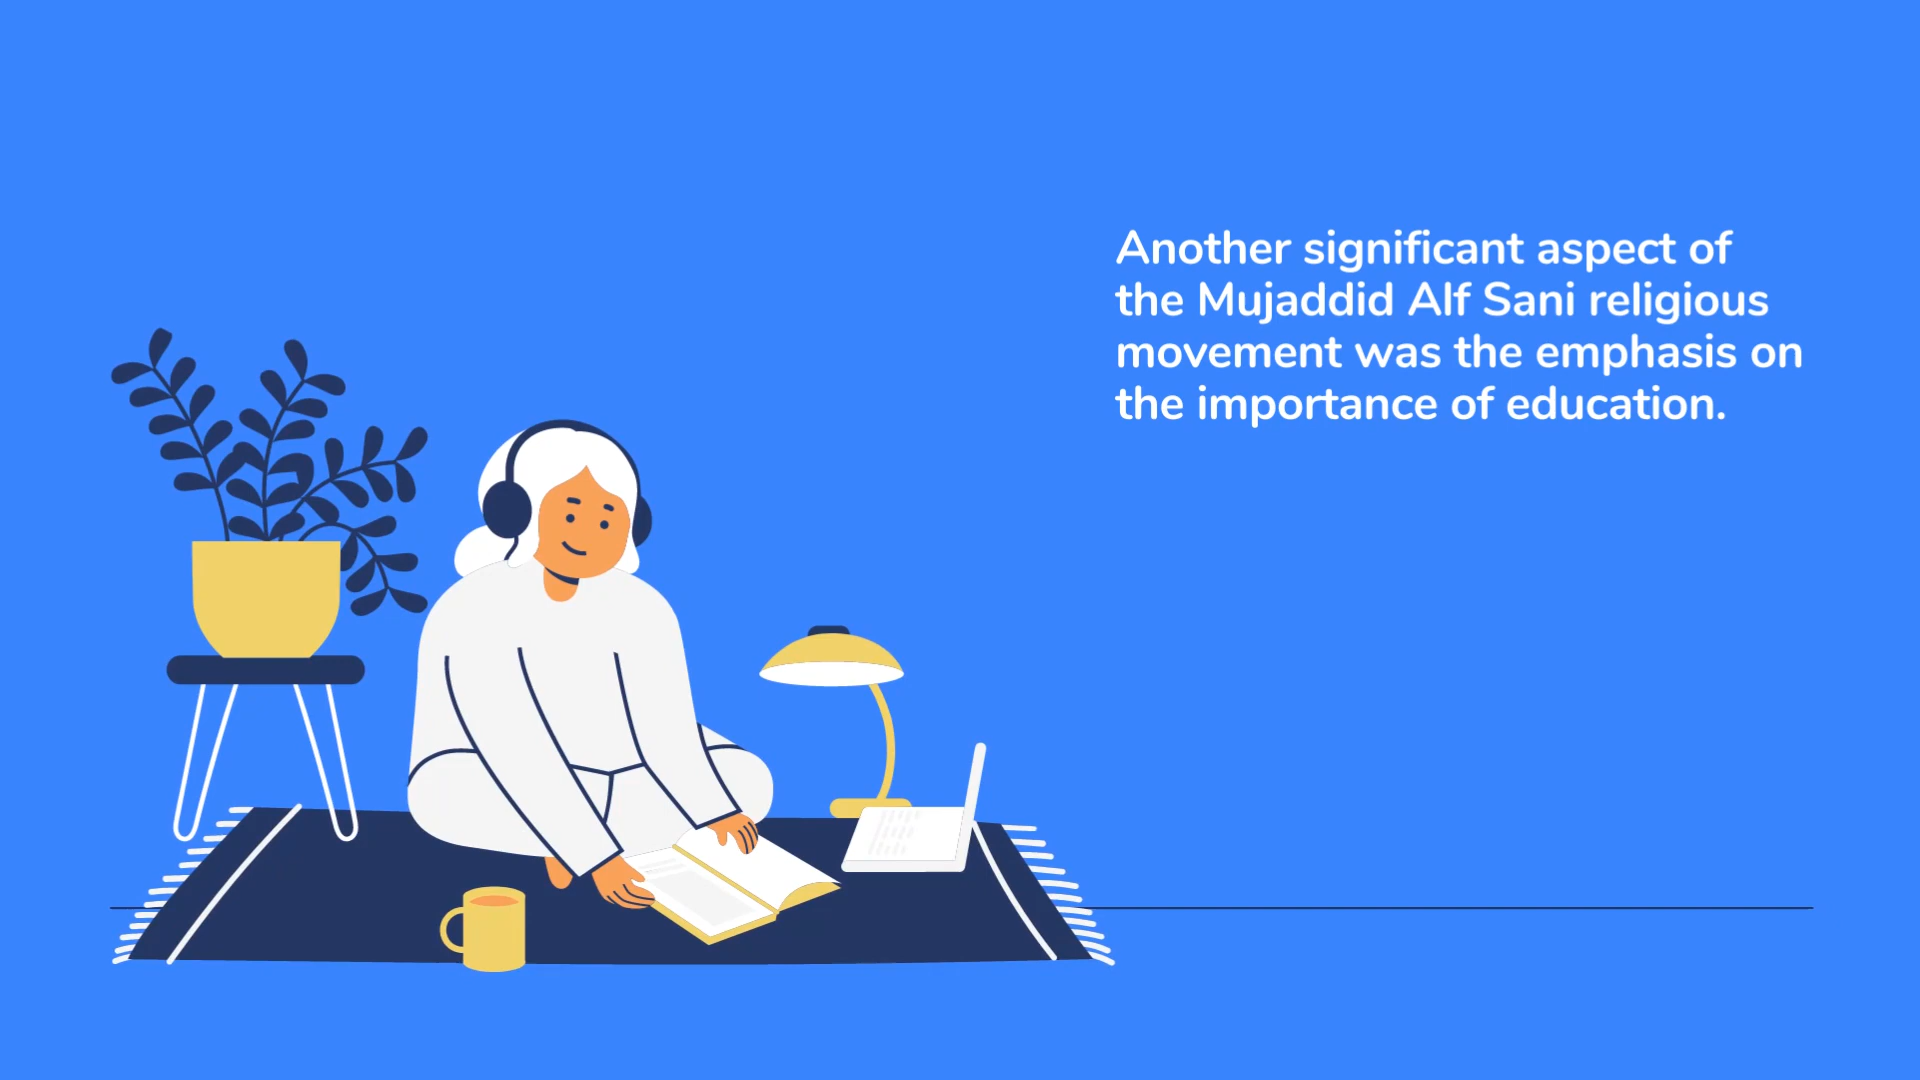 Another significant aspect of
the Mujaddid Alf Sani religious
movement was the emphasis on
the importance of education.